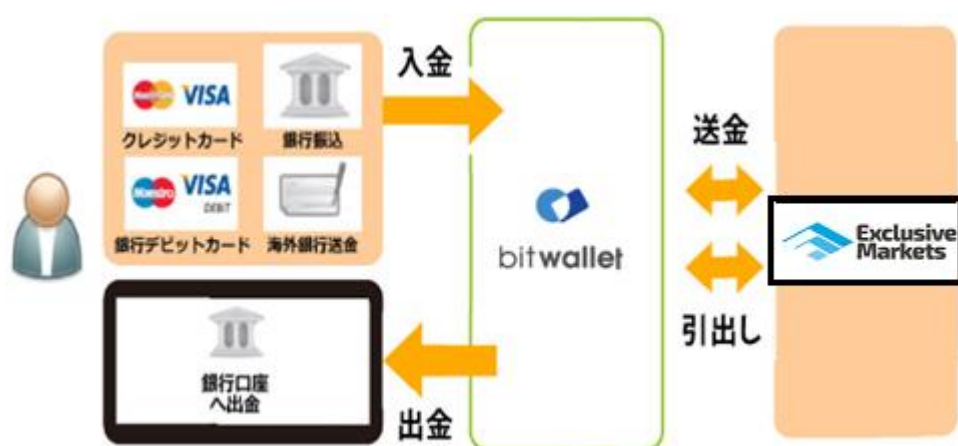 入金
VISA
クレジットカード
銀行振込
Maestro
VISA
DEBIT
銀行デビットカード
海外銀行送金
bitwallet
送金
Exclusive
Markets
引出し
銀行口座
へ出金
出金